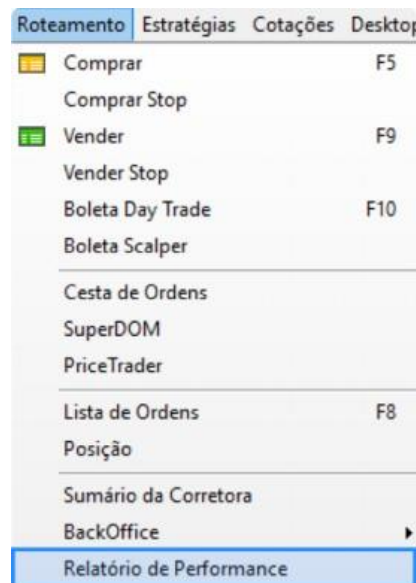 Roteamento Estratégias Cotações Desktop
Comprar F5
Comprar Stop
Vender F9
Vender Stop
Boleta Day Trade F10
Boleta Scalper
Cesta de Ordens
SuperDOM
PriceTrader
Lista de Ordens F8
Posição
Sumário da Corretora
BackOffice
Relatório de Performance